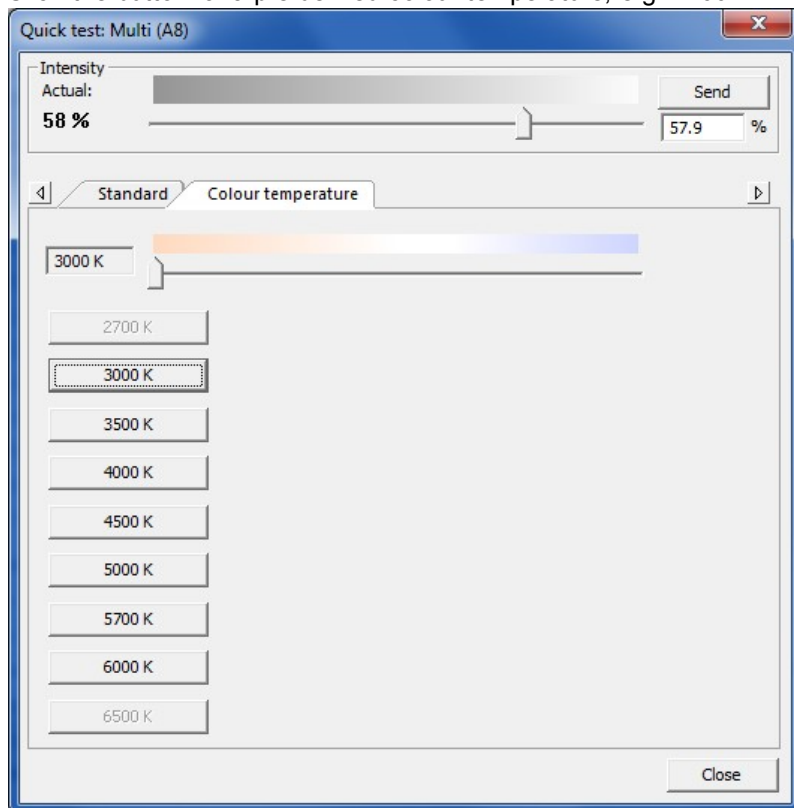 Quick test: Multi (A8)
Intensity
Actual:
Send
58 %
57.9 %
Standard
Colour temperature
3000 K
2700 K
3000 K
3500 K
4000 K
4500 K
5000 K
5700 K
6000 K
6500 K
Close